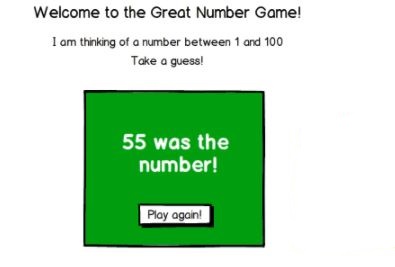 Welcome to the Great Number Game!
I am thinking of a number between 1 and 100
Take a guess!
55 was the
number!
Play again!